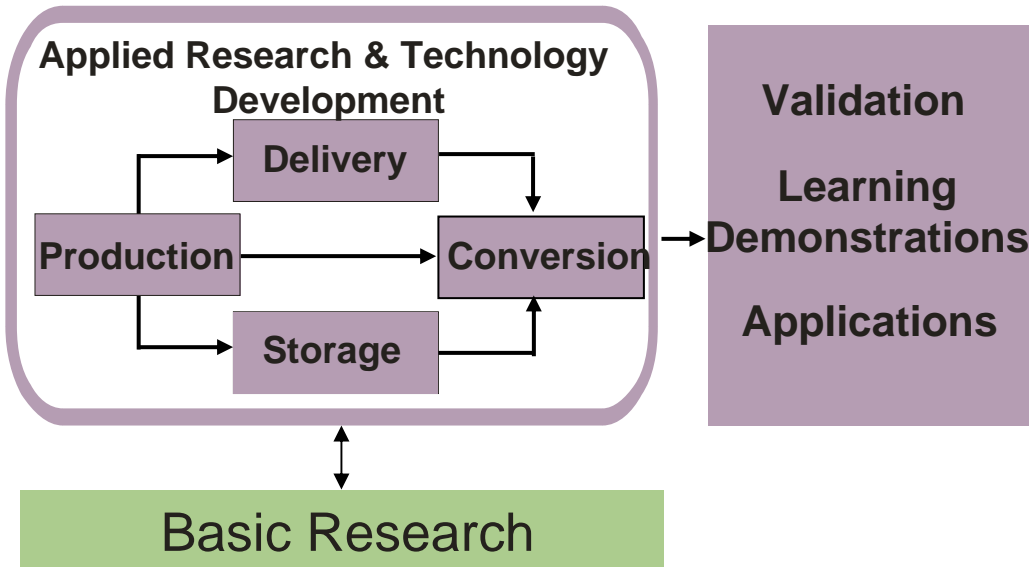 Applied Research & Technology
Development
Delivery
Production
Conversion
Storage
Validation
Learning
Demonstrations
Applications
Basic Research